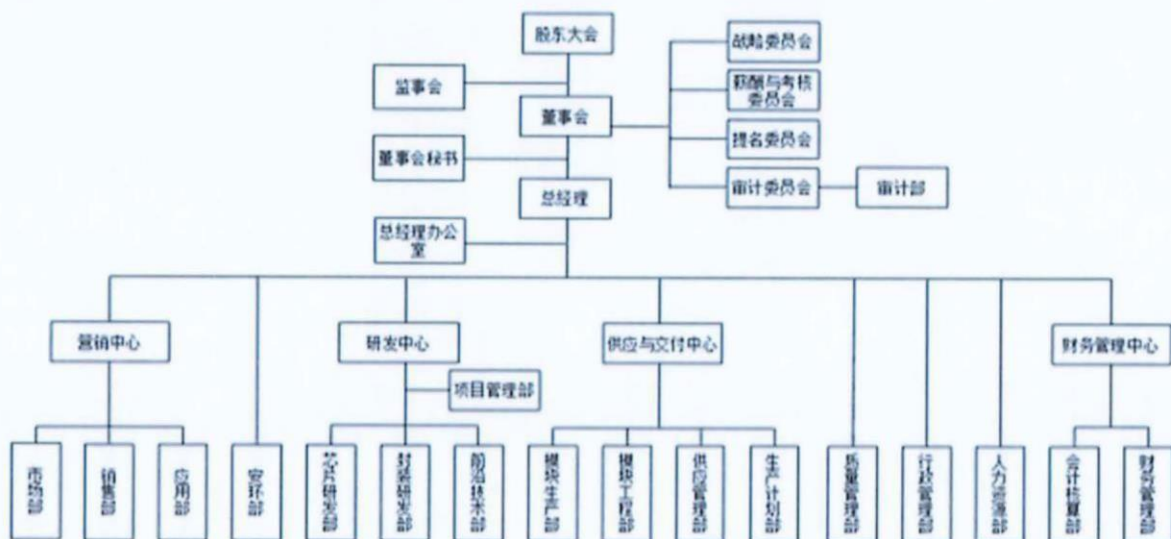 股东大会
战略委员会
监事会
薪酬与考核
委员会
董事会
提名委员会
董事会秘书
审计委员会
审计部
总经理
总经理办公
室
营销中心
研发中心
供应与交付中心
财务管理中心
项目管理部
市场部
销售部
应用部
安环部
芯片研发部
封装研发部
前沿技术部
模块生产部
模块工程部
供应管理部
生产计划部
质量管理部
行政管理部
人力资源部
会计核算部
财务管理部